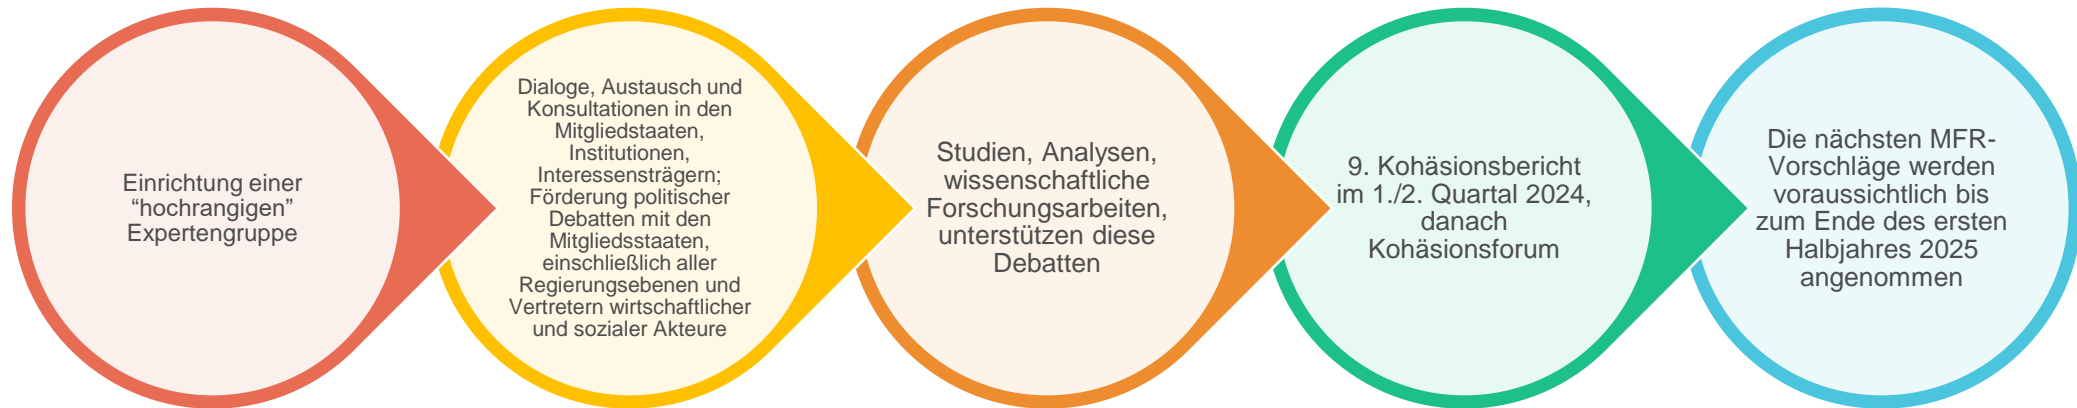 Einrichtung einer
“hochrangigen”
Expertengruppe
Dialoge, Austausch und
Konsultationen in den
Mitgliedstaaten,
Institutionen,
Interessensträgern;
Förderung politischer
Debatten mit den
Mitgliedsstaaten,
einschließlich aller
Regierungsebenen und
Vertretern wirtschaftlicher
und sozialer Akteure
Studien, Analysen,
wissenschaftliche
Forschungsarbeiten,
unterstützen diese
Debatten
9. Kohäsionsbericht
im 1./2. Quartal 2024,
danach
Kohäsionsforum
Die nächsten MFR-
Vorschläge werden
voraussichtlich bis
zum Ende des ersten
Halbjahres 2025
angenommen